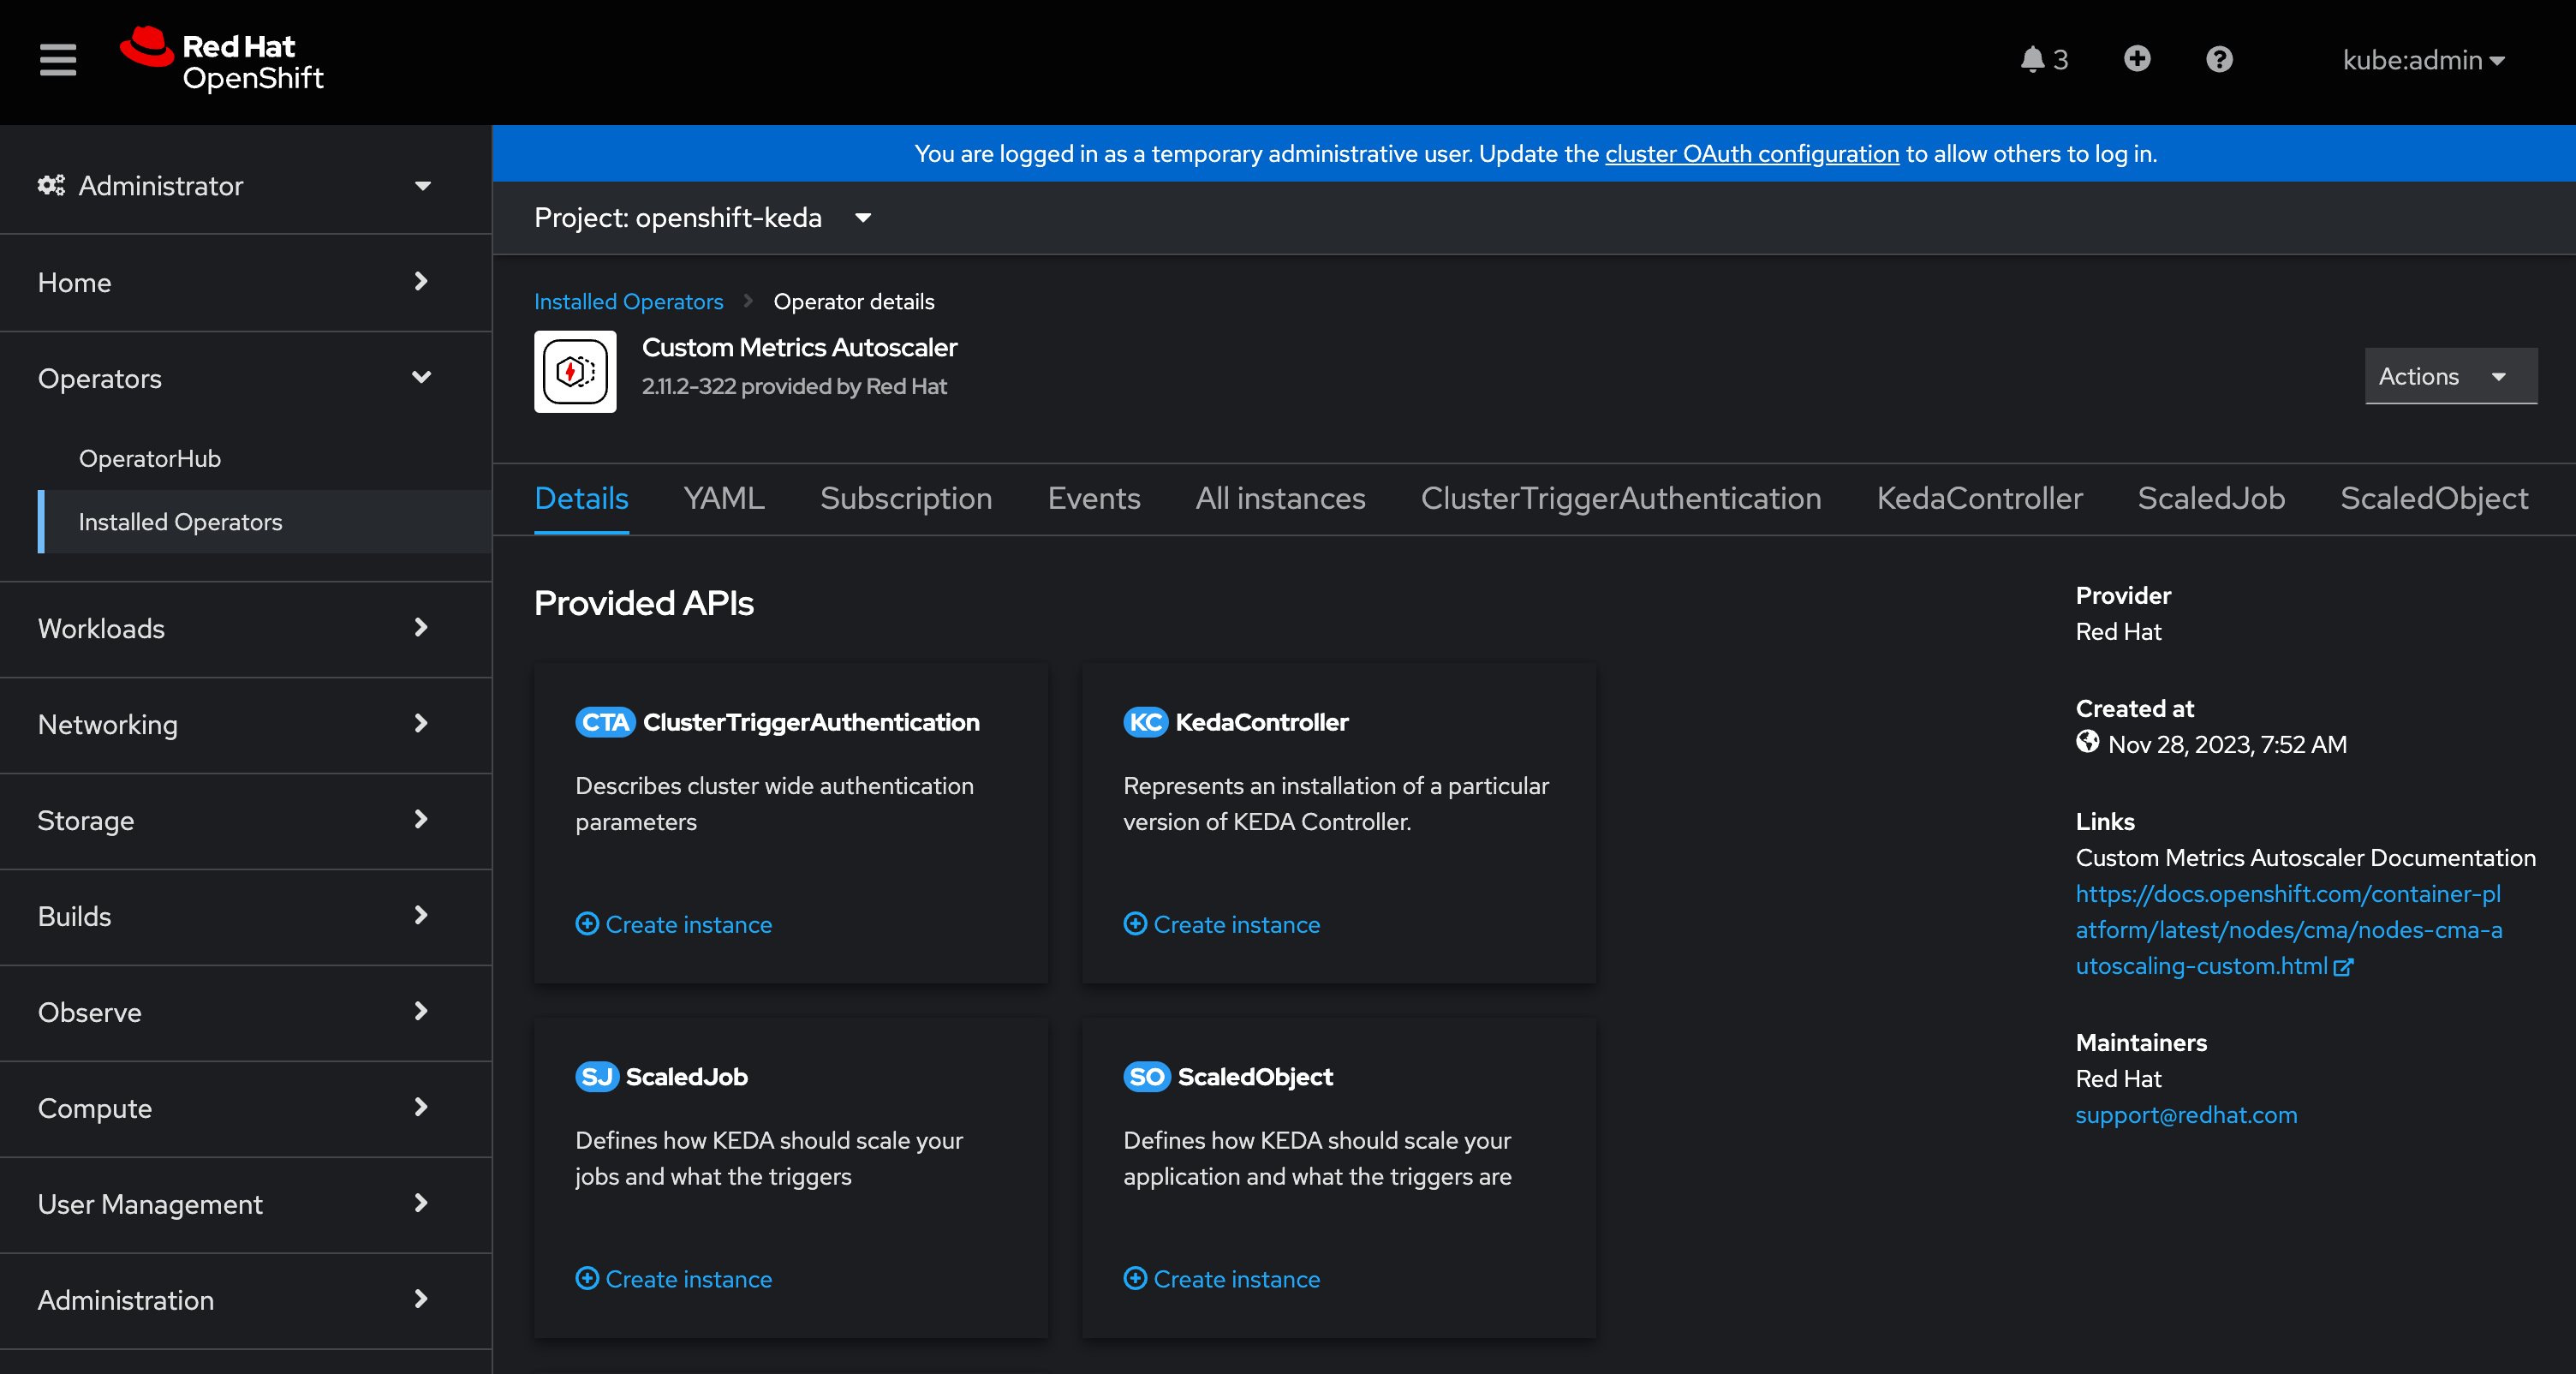 Red Hat
OpenShift
3
kube:admin
You are logged in as a temporary administrative user. Update the cluster OAuth configuration to allow others to log in.
Administrator
Home
Operators
OperatorHub
Installed Operators
Workloads
Networking
Storage
Builds
Observe
Compute
User Management
Administration
Project: openshift-keda
Installed Operators
Operator details
Custom Metrics Autoscaler
2.11.2-322 provided by Red Hat
Actions
Details YAML Subscription Events All instances ClusterTriggerAuthentication KedaController ScaledJob ScaledObject
Provided APIs
CTA ClusterTriggerAuthentication
Describes cluster wide authentication
parameters
Create instance
KC KedaController
Represents an installation of a particular
version of KEDA Controller.
Create instance
SJ ScaledJob
Defines how KEDA should scale your
jobs and what the triggers
Create instance
SO ScaledObject
Defines how KEDA should scale your
application and what the triggers are
Create instance
Provider
Red Hat
Created at
Nov 28, 2023, 7:52 AM
Links
Custom Metrics Autoscaler Documentation
https://docs.openshift.com/container-pl
atform/latest/nodes/cma/nodes-cma-a
utoscaling-custom.html
Maintainers
Red Hat
support@redhat.com